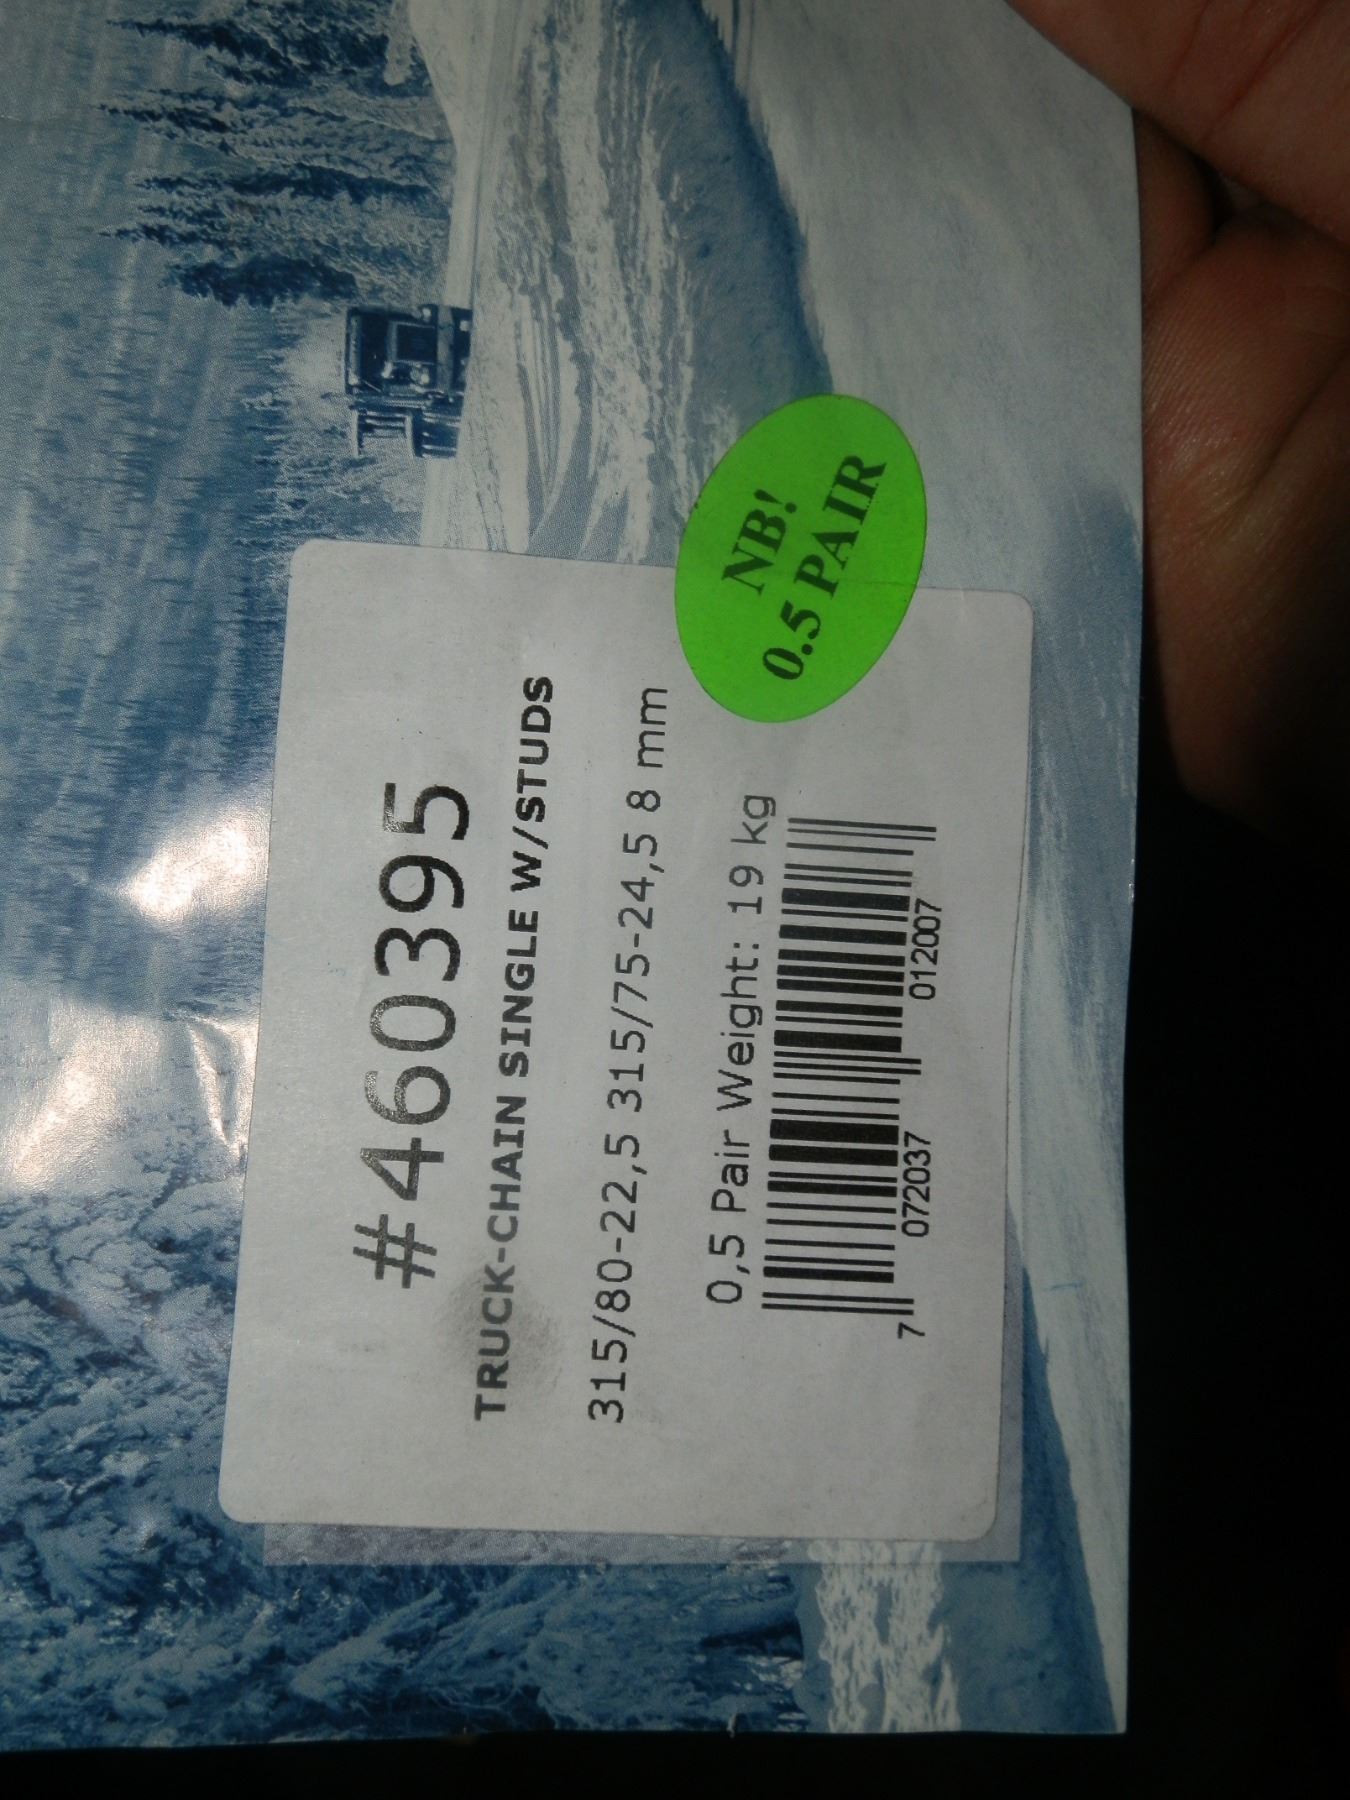 #460395
TRUCK-CHAIN SINGLE W/STUDS
315/80-22,5 315/75-24,5 8 mm
0,5 Pair Weight: 19 kg
7 072037 012007
NB!
0.5 PAIR